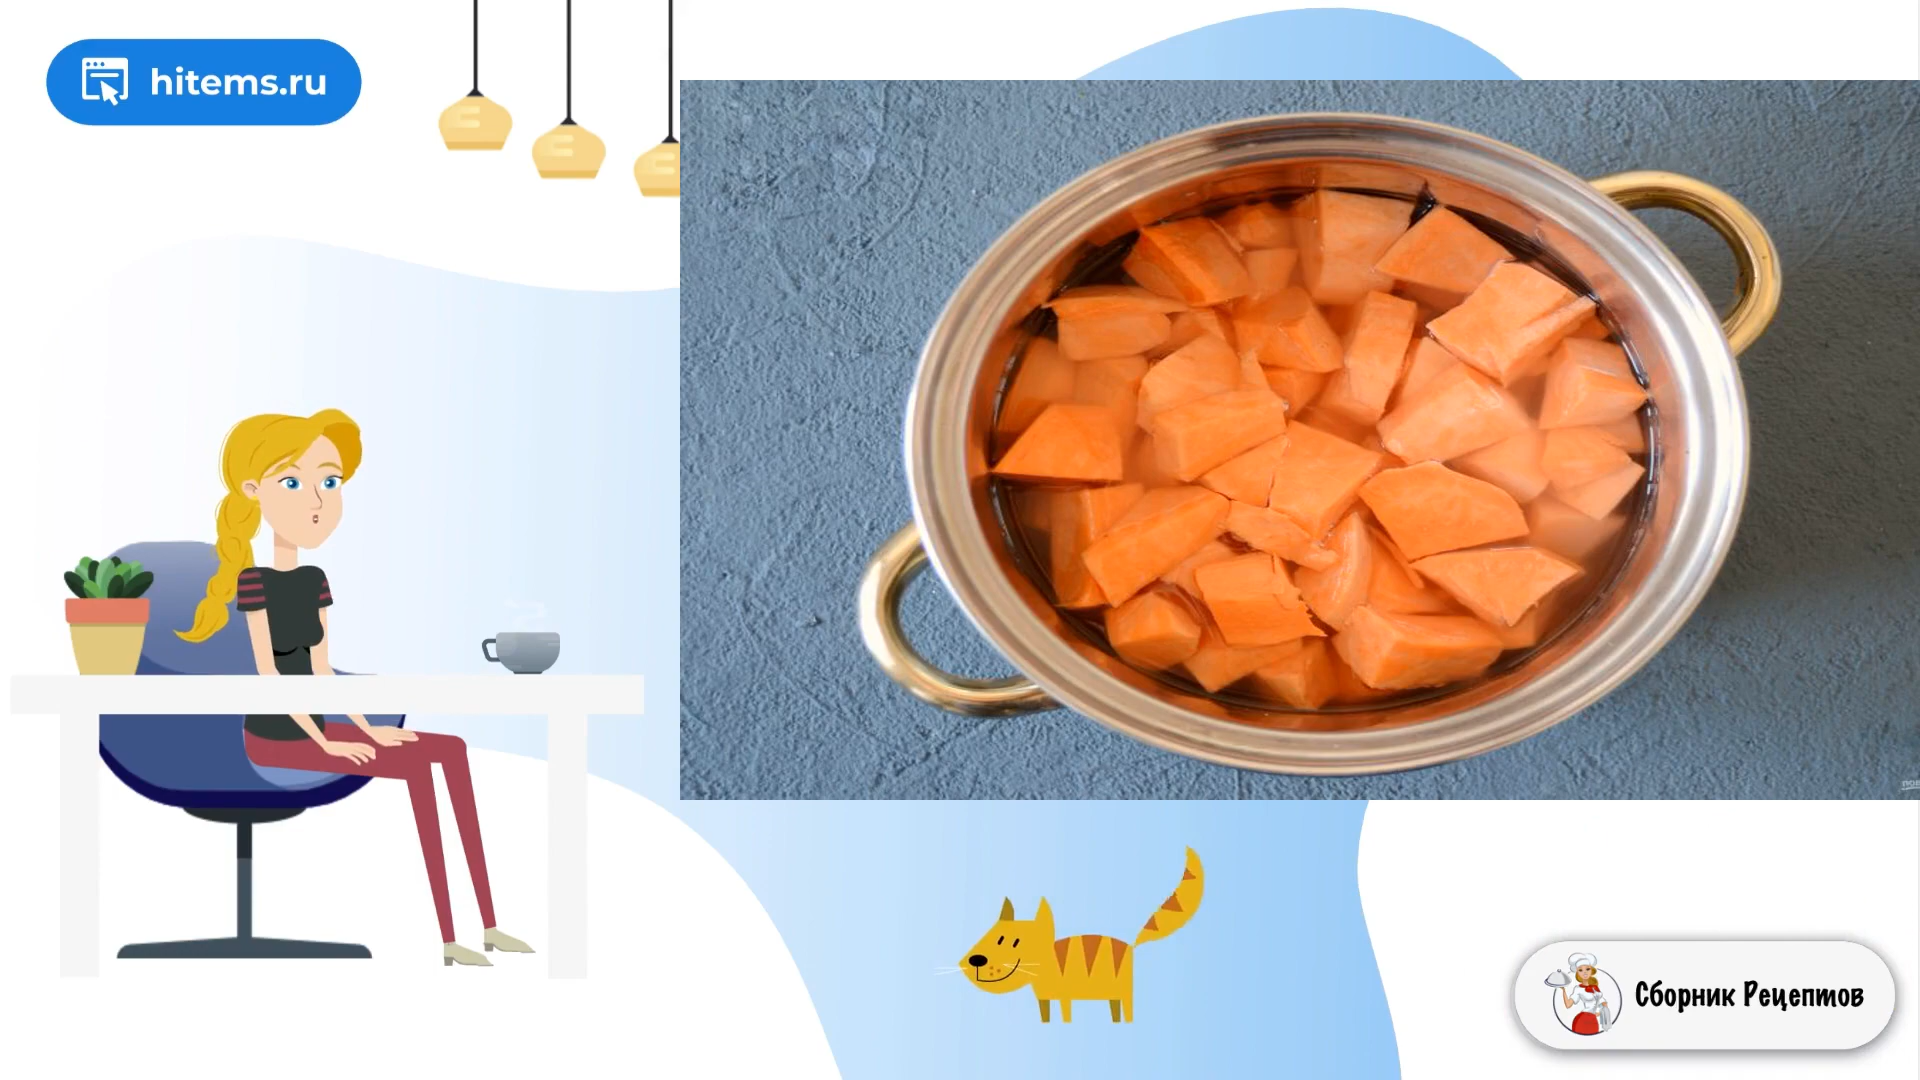 hitems.ru
Сборник Рецептов